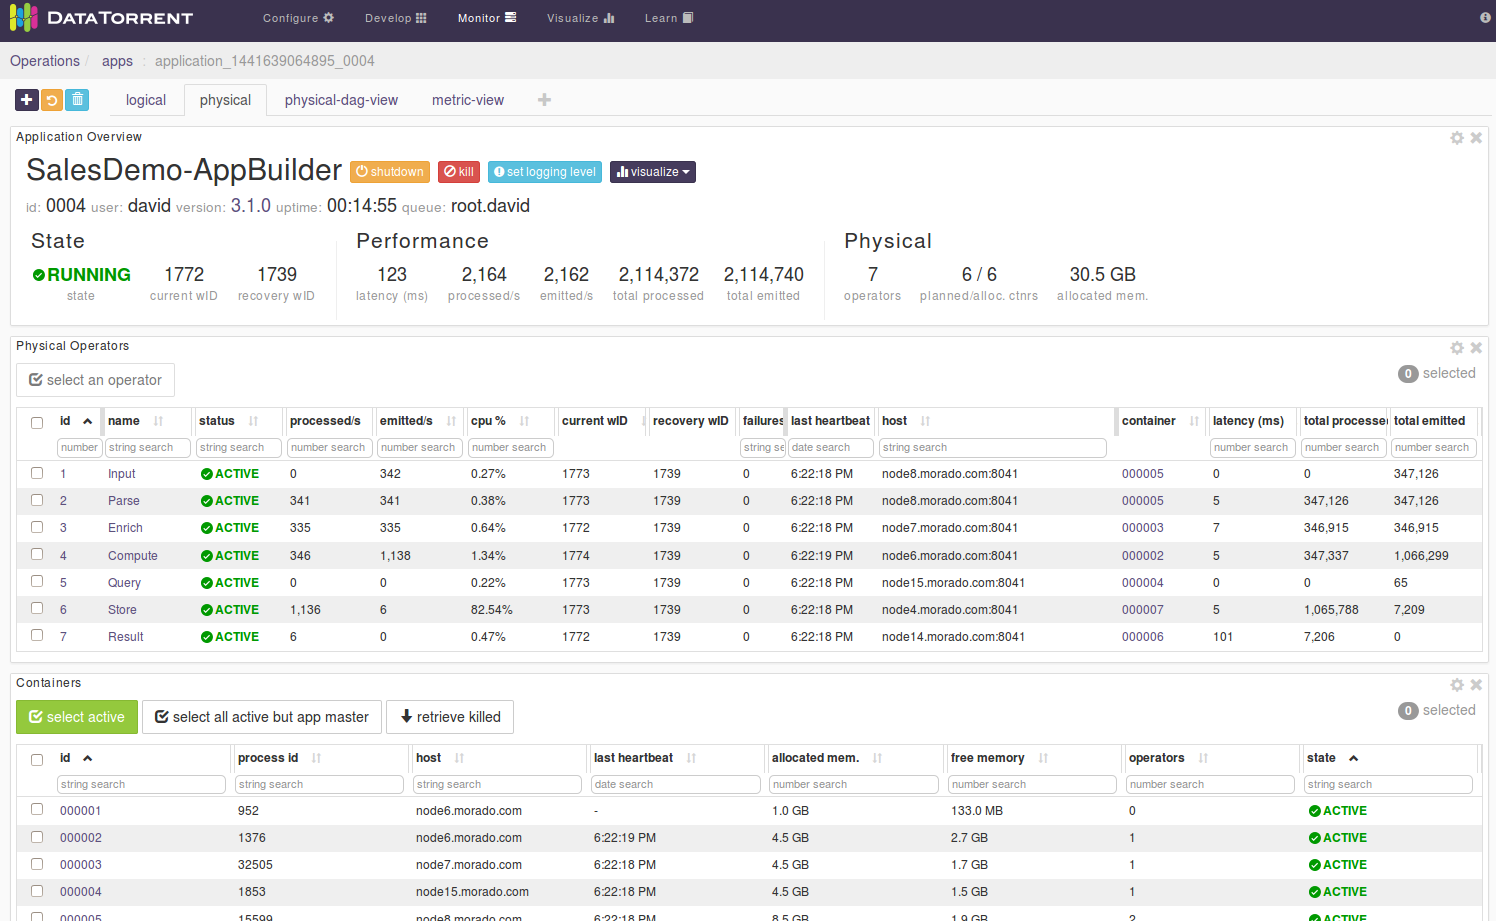 DATATORRENT Configure Develop Monitor Visualize Learn
Operations / apps : application_1441639064895_0004
logical physical physical-dag-view metric-view
Application Overview
SalesDemo-AppBuilder shutdown kill set logging level visualize
id: 0004 user: david version: 3.1.0 uptime: 00:14:55 queue: root.david
State Performance Physical
RUNNING 1772 1739 123 2,164 2,162 2,114,372 2,114,740 7 6 / 6 30.5 GB
state current wID recovery wID latency (ms) processed/s emitted/s total processed total emitted operators planned/alloc. ctnrs allocated mem.
Physical Operators
select an operator 0 selected
id name status processed/s emitted/s cpu % current wID recovery wID failures last heartbeat host container latency (ms) total processe total emitted
number string search string search number search number search number search string se date search string search number search number search number search
1 Input ACTIVE 0 342 0.27% 1773 1739 0 6:22:18 PM node8.morado.com:8041 000005 0 0 347,126
2 Parse ACTIVE 341 341 0.38% 1773 1739 0 6:22:18 PM node8.morado.com:8041 000005 5 347,126 347,126
3 Enrich ACTIVE 335 335 0.64% 1772 1739 0 6:22:18 PM node7.morado.com:8041 000003 7 346,915 346,915
4 Compute ACTIVE 346 1,138 1.34% 1774 1739 0 6:22:19 PM node6.morado.com:8041 000002 5 347,337 1,066,299
5 Query ACTIVE 0 0 0.22% 1773 1739 0 6:22:18 PM node15.morado.com:8041 000004 0 0 65
6 Store ACTIVE 1,136 6 82.54% 1773 1739 0 6:22:18 PM node4.morado.com:8041 000007 5 1,065,788 7,209
7 Result ACTIVE 6 0 0.47% 1772 1739 0 6:22:18 PM node14.morado.com:8041 000006 101 7,206 0
Containers
select active select all active but app master retrieve killed 0 selected
id process id host last heartbeat allocated mem. free memory operators state
string search string search string search date search number search number search number search string search
000001 952 node6.morado.com - 1.0 GB 133.0 MB 0 ACTIVE
000002 1376 node6.morado.com 6:22:19 PM 4.5 GB 2.7 GB 1 ACTIVE
000003 32505 node7.morado.com 6:22:18 PM 4.5 GB 1.7 GB 1 ACTIVE
000004 1853 node15.morado.com 6:22:18 PM 4.5 GB 1.5 GB 1 ACTIVE
000005 15599 node8.morado.com 6:22:18 PM 8.5 GB 1.9 GB 2 ACTIVE